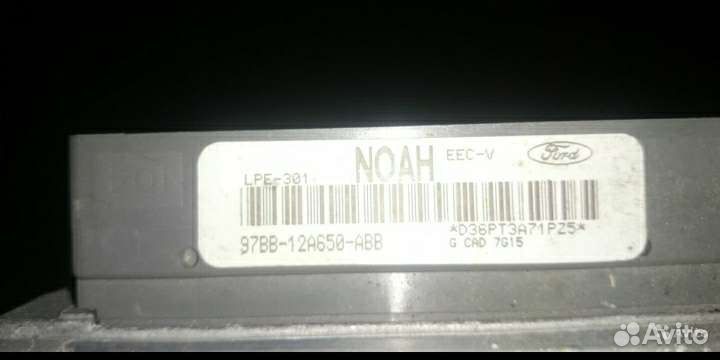 NOAH EEC-V Ford
LPE-301
97BB-12A650-ABB *D36PT3A71PZ5*
G CAD 7G15
Avito